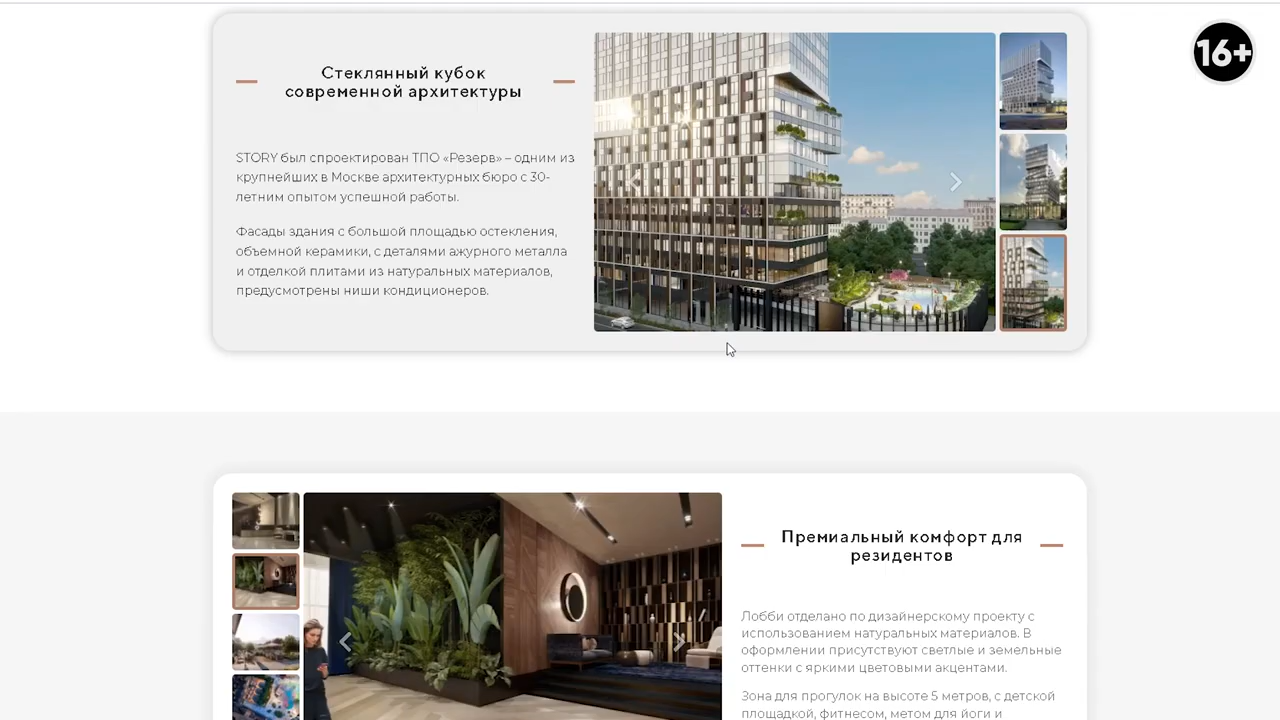 16+
Стеклянный кубок
современной архитектуры
STORY был спроектирован ТПО «Резерв» – одним из
крупнейших в Москве архитектурных бюро с 30-
летним опытом успешной работы.
Фасады здания с большой площадью остекления,
объемной керамики, с деталями ажурного металла
и отделкой плитами из натуральных материалов,
предусмотрены ниши кондиционеров.
Премиальный комфорт для
резидентов
Лобби отделано по дизайнерскому проекту с
использованием натуральных материалов. В
оформлении присутствуют светлые и земельные
оттенки с яркими цветовыми акцентами.
Зона для прогулок на высоте 5 метров, с детской
площадкой, фитнесом, метом для йоги и